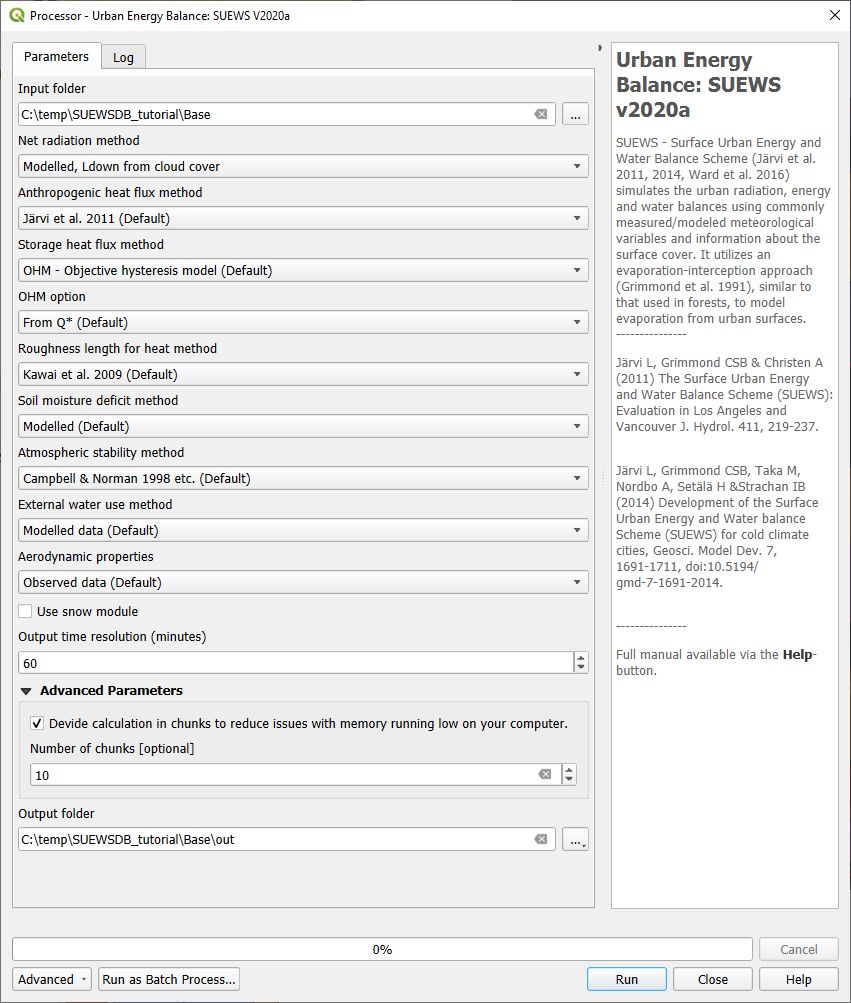 Processor - Urban Energy Balance: SUEWS V2020a
Parameters
Log
Input folder
C:\temp\SUEWSDB_tutorial\Base
...
Net radiation method
Modelled, Ldown from cloud cover
Anthropogenic heat flux method
Järvi et al. 2011 (Default)
Storage heat flux method
OHM - Objective hysteresis model (Default)
OHM option
From Q* (Default)
Roughness length for heat method
Kawai et al. 2009 (Default)
Soil moisture deficit method
Modelled (Default)
Atmospheric stability method
Campbell & Norman 1998 etc. (Default)
External water use method
Modelled data (Default)
Aerodynamic properties
Observed data (Default)
Use snow module
Output time resolution (minutes)
60
Advanced Parameters
Devide calculation in chunks to reduce issues with memory running low on your computer.
Number of chunks [optional]
10
Output folder
C:\temp\SUEWSDB_tutorial\Base\out
...
Urban Energy
Balance: SUEWS
v2020a
SUEWS - Surface Urban Energy and
Water Balance Scheme (Järvi et al.
2011, 2014, Ward et al. 2016)
simulates the urban radiation, energy
and water balances using commonly
measured/modeled meteorological
variables and information about the
surface cover. It utilizes an
evaporation-interception approach
(Grimmond et al. 1991), similar to
that used in forests, to model
evaporation from urban surfaces.
---------------
Järvi L, Grimmond CSB & Christen A
(2011) The Surface Urban Energy
and Water Balance Scheme (SUEWS):
Evaluation in Los Angeles and
Vancouver J. Hydrol. 411, 219-237.
Järvi L, Grimmond CSB, Taka M,
Nordbo A, Setälä H &Strachan IB
(2014) Development of the Surface
Urban Energy and Water balance
Scheme (SUEWS) for cold climate
cities, Geosci. Model Dev. 7,
1691-1711, doi:10.5194/
gmd-7-1691-2014.
---------------
Full manual available via the Help-
button.
0%
Cancel
Advanced
Run as Batch Process...
Run
Close
Help